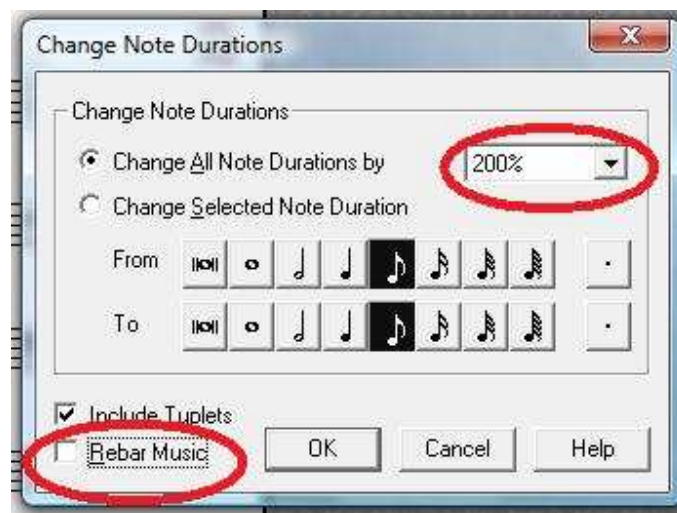 Change Note Durations
Change Note Durations
Change All Note Durations by 200%
Change Selected Note Duration
From
To
Include Tuplets
Rebar Music OK Cancel Help